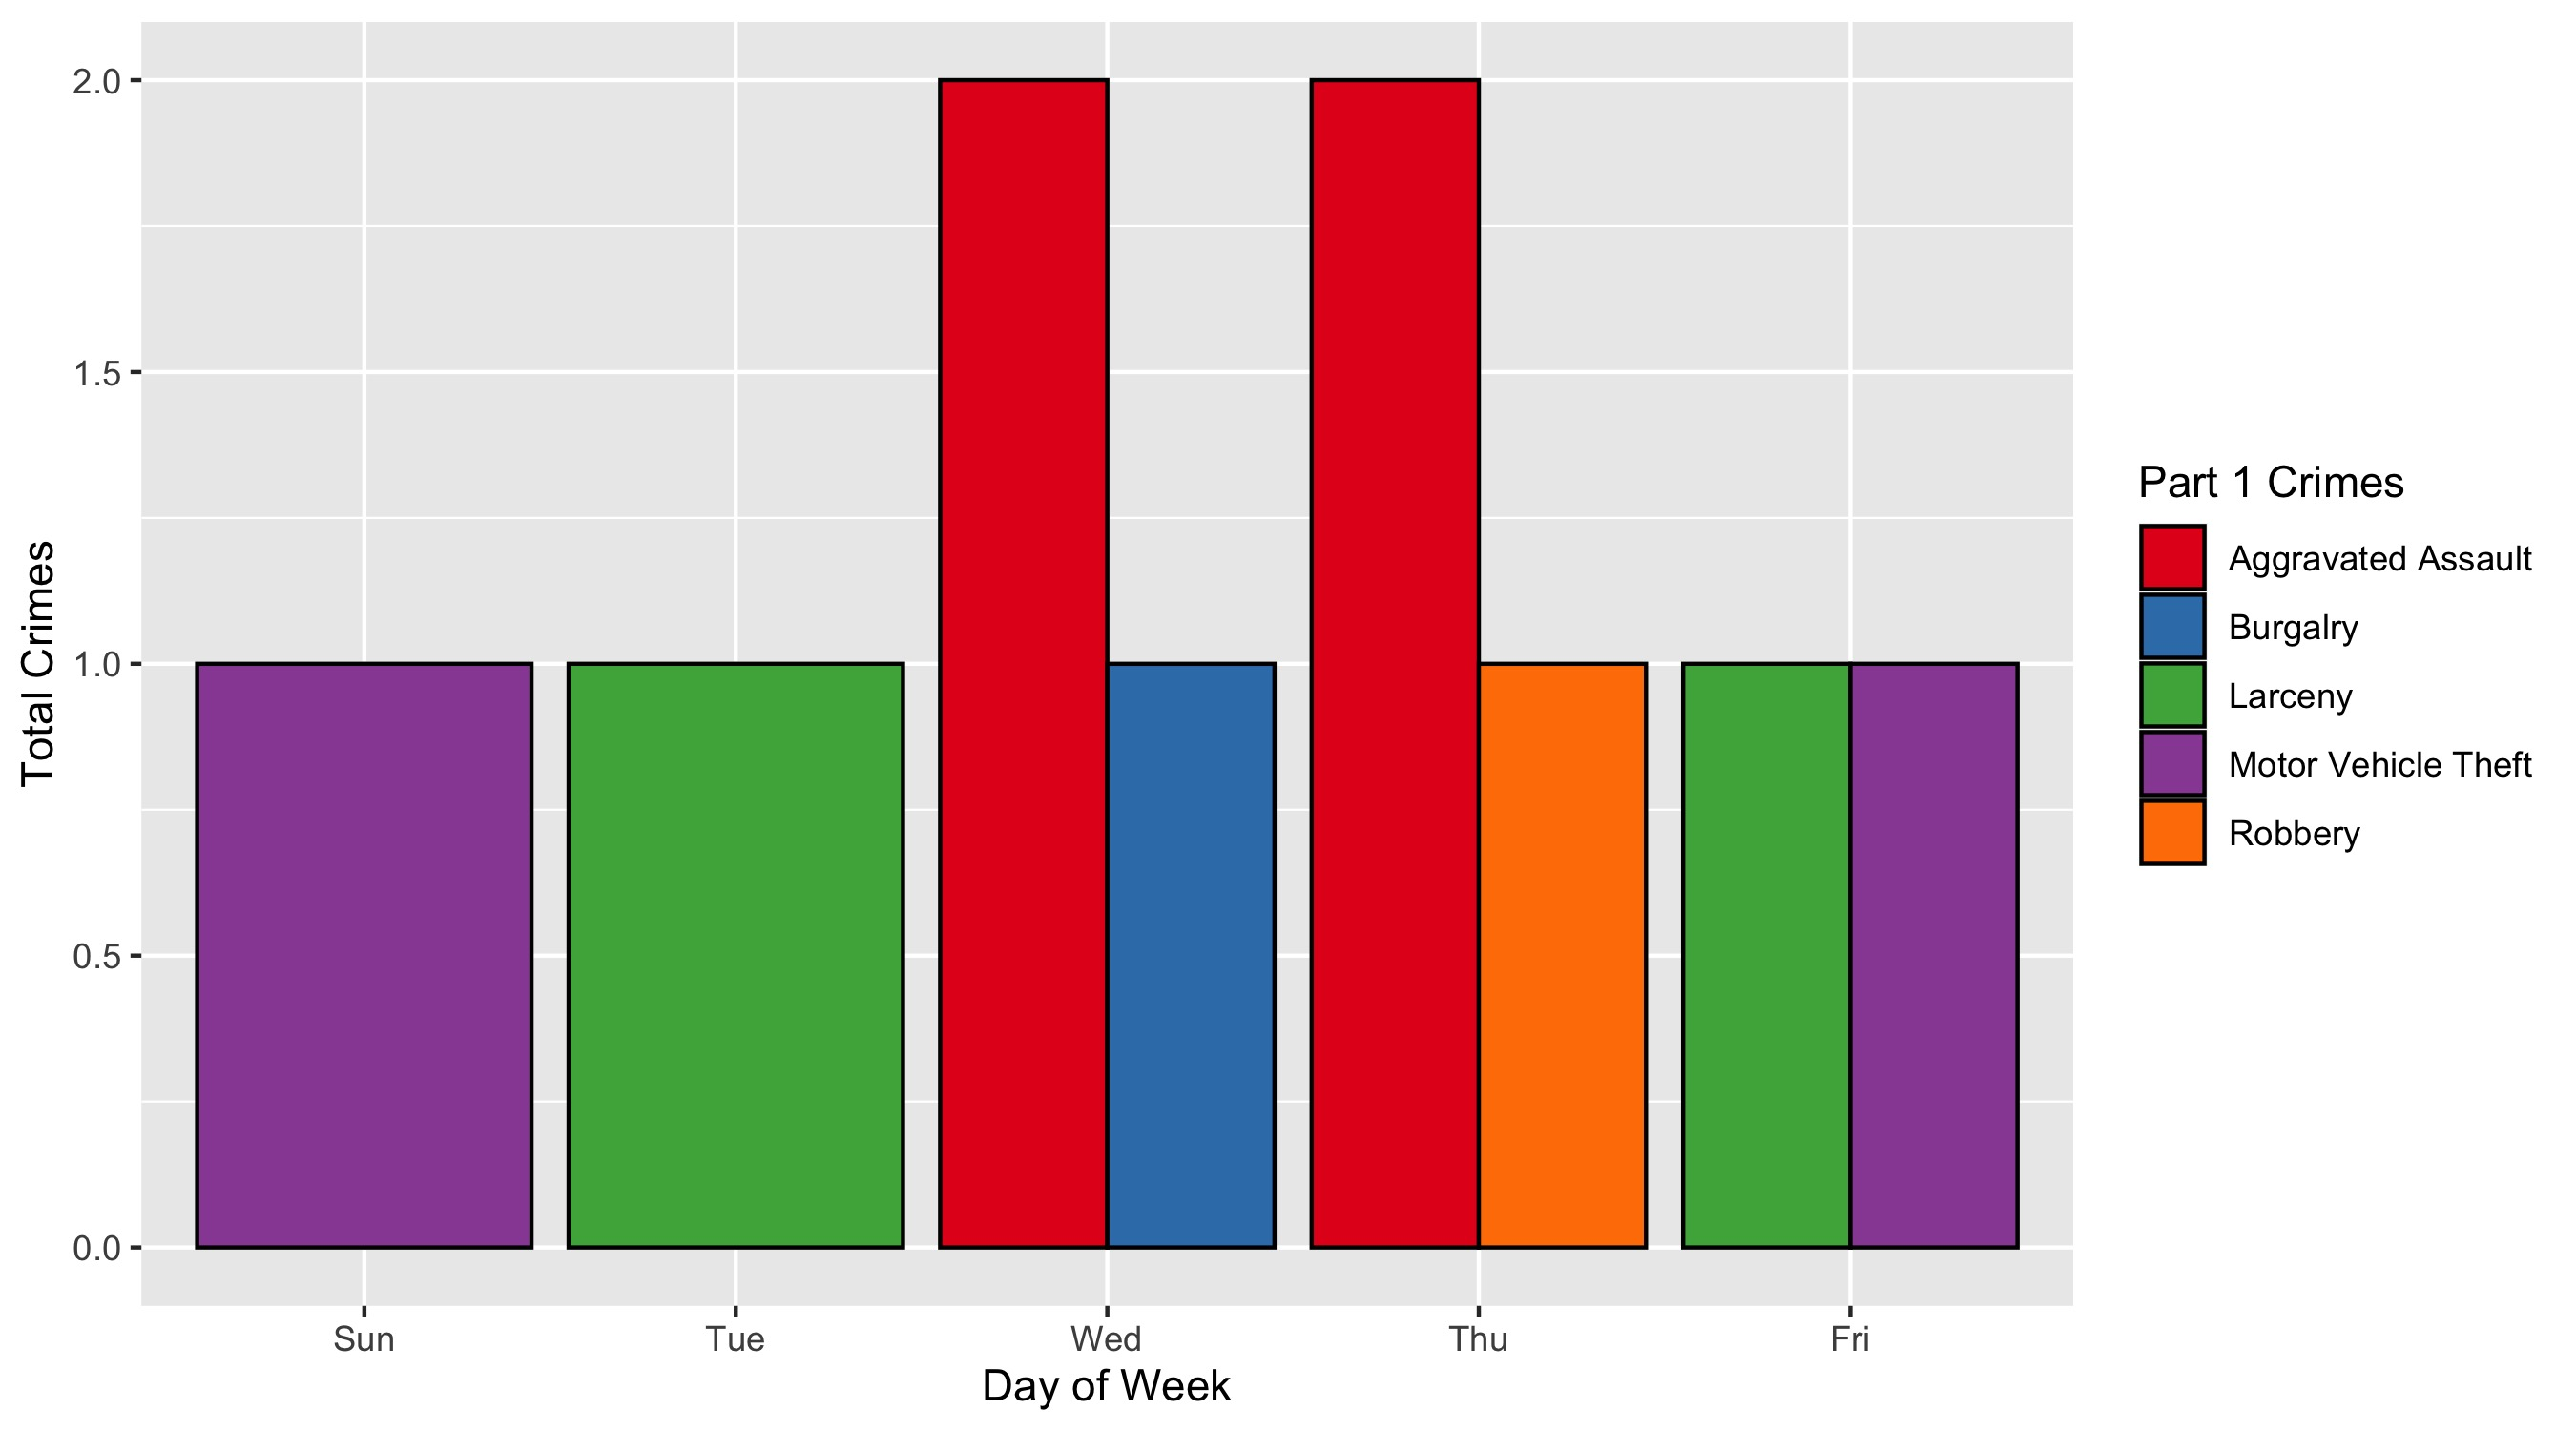 2.0
1.5
1.0
0.5
0.0
Total Crimes
Sun Tue Wed Thu Fri
Day of Week
Part 1 Crimes
Aggravated Assault
Burgalry
Larceny
Motor Vehicle Theft
Robbery